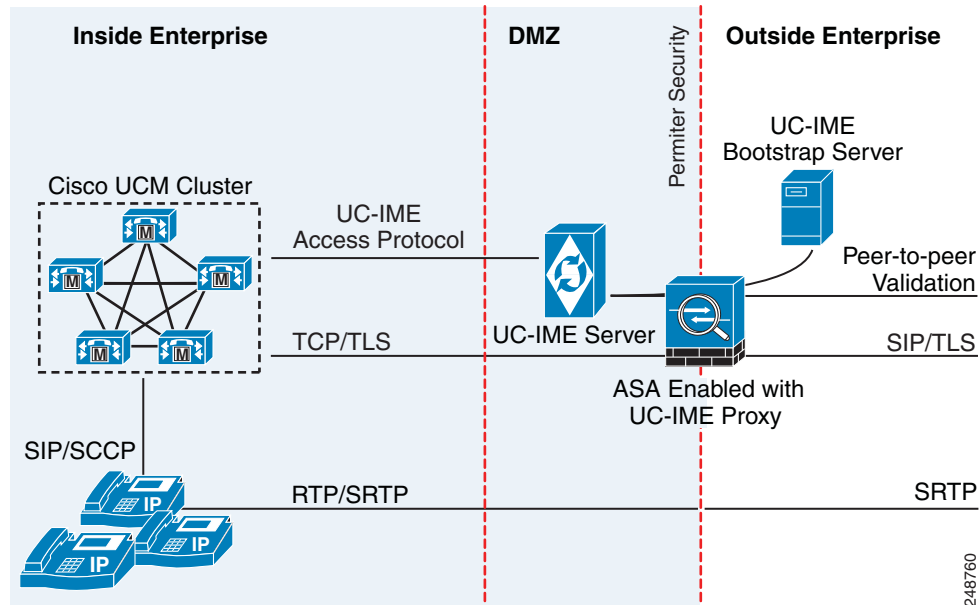 Inside Enterprise
DMZ
Permiter Security
Outside Enterprise
UC-IME
Bootstrap Server
Cisco UCM Cluster
M
M
M
M
M
UC-IME
Access Protocol
Peer-to-peer
Validation
UC-IME Server
TCP/TLS
SIP/TLS
ASA Enabled with
UC-IME Proxy
SIP/SCCP
IP
IP
IP
RTP/SRTP
SRTP
248760